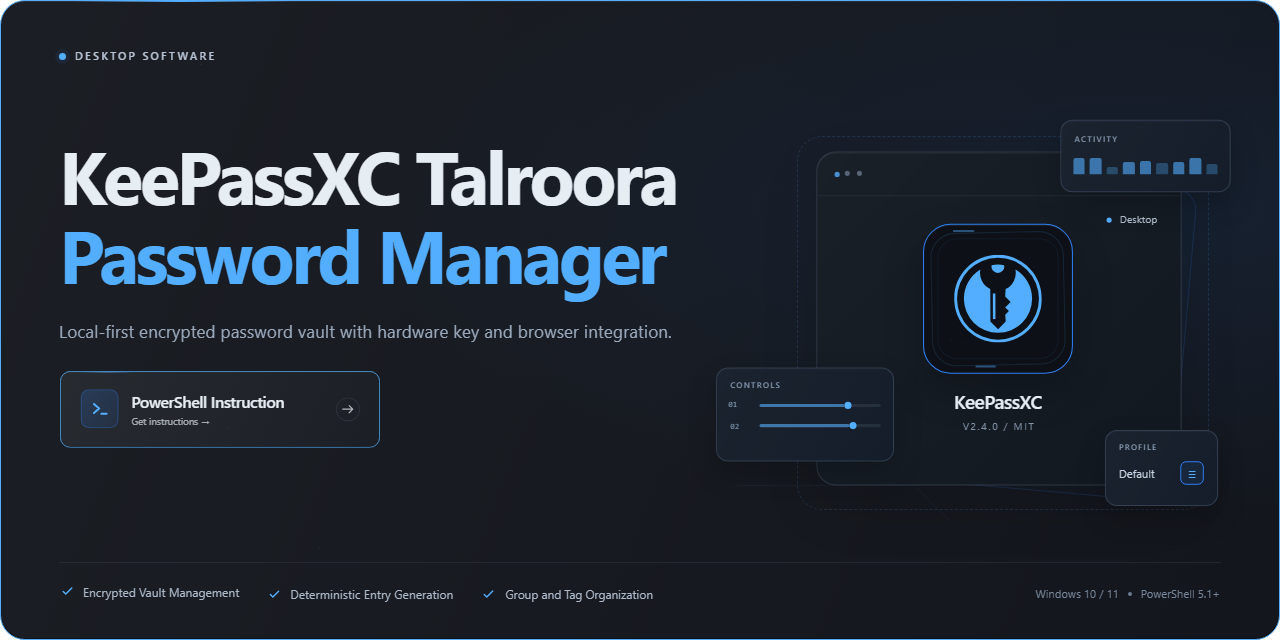 DESKTOP SOFTWARE
KeePassXC Talroora
Password Manager
Local-first encrypted password vault with hardware key and browser integration.
PowerShell Instruction
Get instructions →
ACTIVITY
Desktop
CONTROLS
01
02
KeePassXC
V2.4.0 / MIT
PROFILE
Default
Encrypted Vault Management
Deterministic Entry Generation
Group and Tag Organization
Windows 10 / 11 • PowerShell 5.1+